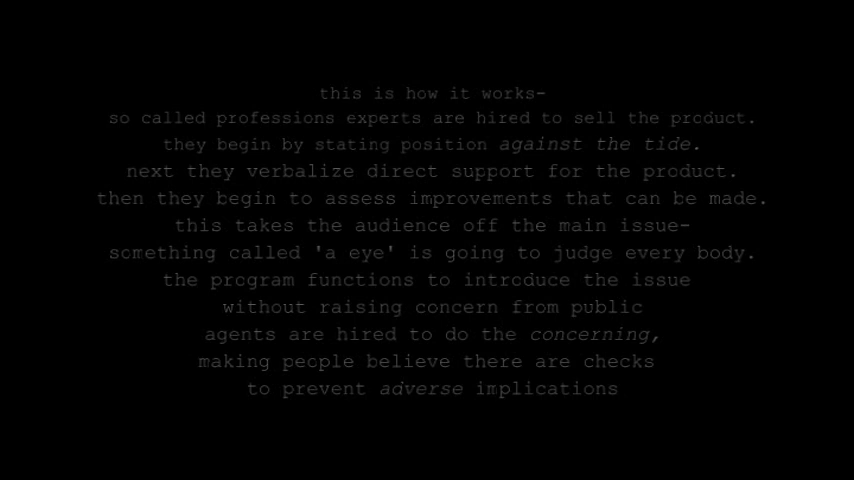 this is how it works-
so called professions experts are hired to sell the product.
they begin by stating position against the tide.
next they verbalize direct support for the product.
then they begin to assess improvements that can be made.
this takes the audience off the main issue-
something called 'a eye' is going to judge every body.
the program functions to introduce the issue
without raising concern from public
agents are hired to do the concerning,
making people believe there are checks
to prevent adverse implications